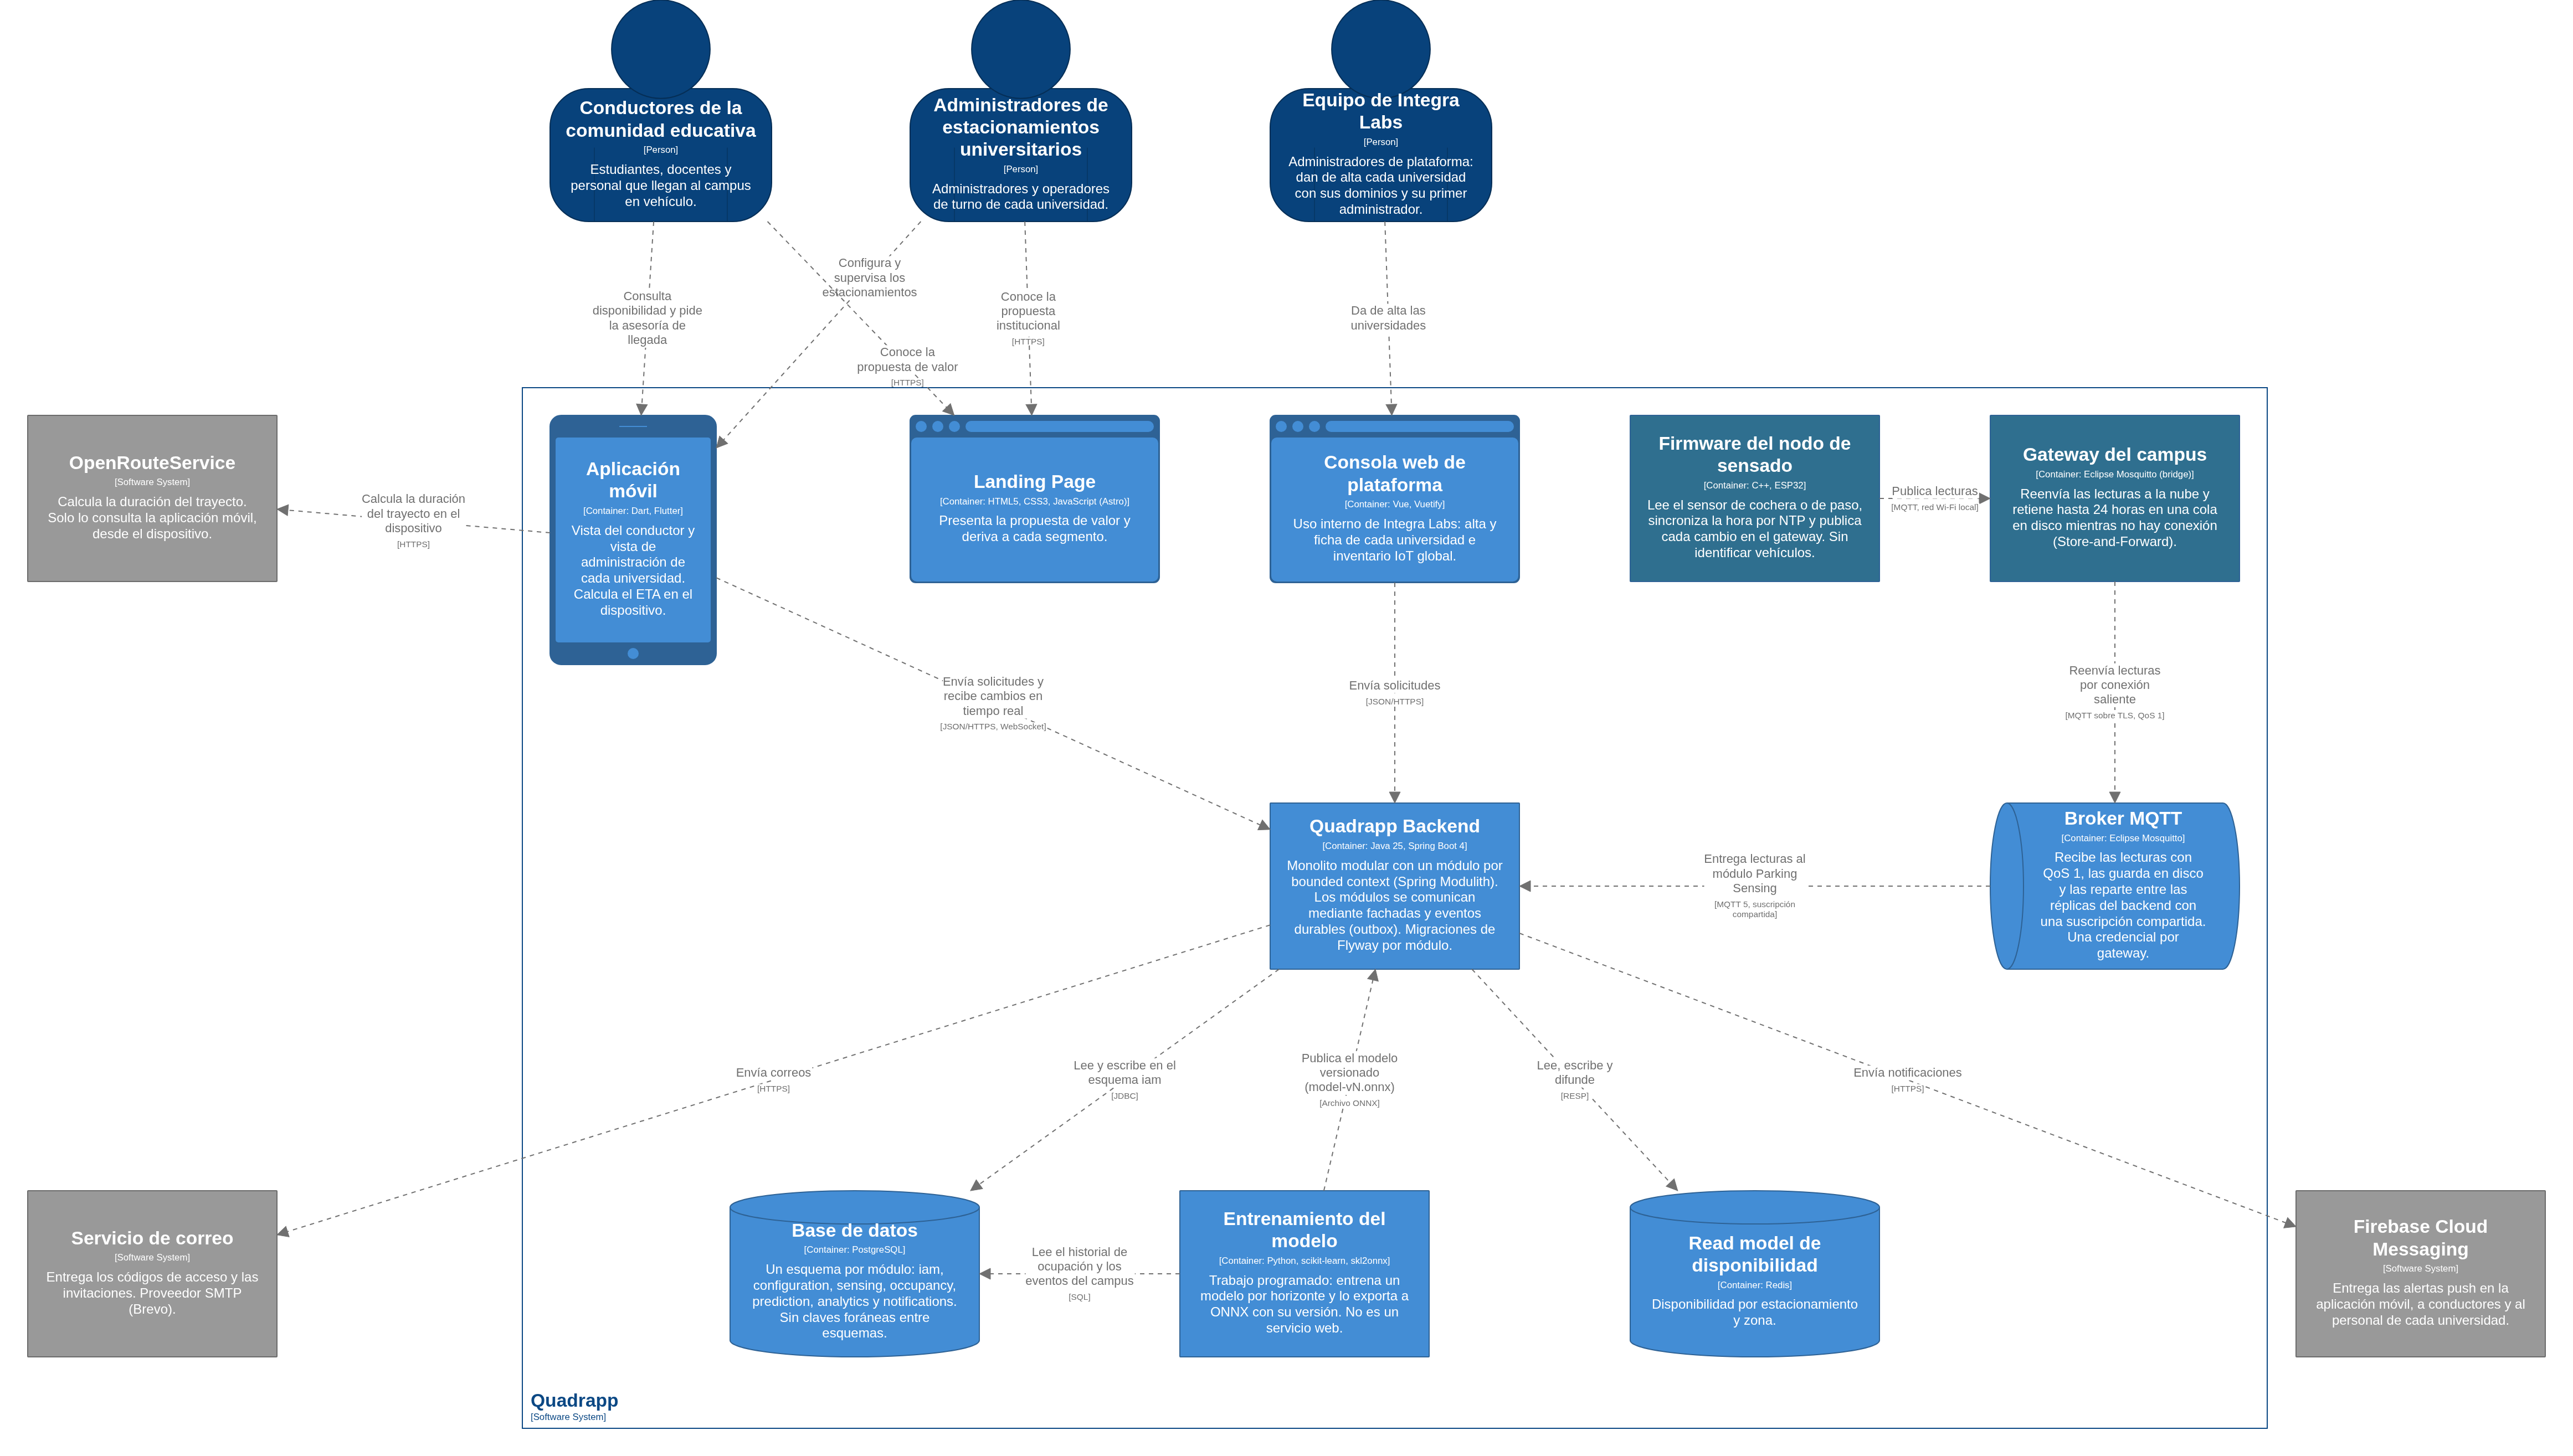 Conductores de la
comunidad educativa
[Person]
Estudiantes, docentes y
personal que llegan al campus
en vehículo.
Administradores de
estacionamientos
universitarios
[Person]
Administradores y operadores
de turno de cada universidad.
Equipo de Integra
Labs
[Person]
Administradores de plataforma:
dan de alta cada universidad
con sus dominios y su primer
administrador.
Consulta
disponibilidad y pide
la asesoría de
llegada
Configura y
supervisa los
estacionamientos
Conoce la
propuesta de valor
[HTTPS]
Conoce la
propuesta
institucional
[HTTPS]
Da de alta las
universidades
OpenRouteService
[Software System]
Calcula la duración del trayecto.
Solo lo consulta la aplicación móvil,
desde el dispositivo.
Calcula la duración
del trayecto en el
dispositivo
[HTTPS]
Aplicación
móvil
[Container: Dart, Flutter]
Vista del conductor y
vista de
administración de
cada universidad.
Calcula el ETA en el
dispositivo.
Landing Page
[Container: HTML5, CSS3, JavaScript (Astro)]
Presenta la propuesta de valor y
deriva a cada segmento.
Consola web de
plataforma
[Container: Vue, Vuetify]
Uso interno de Integra Labs: alta y
ficha de cada universidad e
inventario IoT global.
Firmware del nodo de
sensado
[Container: C++, ESP32]
Lee el sensor de cochera o de paso,
sincroniza la hora por NTP y publica
cada cambio en el gateway. Sin
identificar vehículos.
Publica lecturas
[MQTT, red Wi-Fi local]
Gateway del campus
[Container: Eclipse Mosquitto (bridge)]
Reenvía las lecturas a la nube y
retiene hasta 24 horas en una cola
en disco mientras no hay conexión
(Store-and-Forward).
Envía solicitudes y
recibe cambios en
tiempo real
[JSON/HTTPS, WebSocket]
Envía solicitudes
[JSON/HTTPS]
Reenvía lecturas
por conexión
saliente
[MQTT sobre TLS, QoS 1]
Quadrapp Backend
[Container: Java 25, Spring Boot 4]
Monolito modular con un módulo por
bounded context (Spring Modulith).
Los módulos se comunican
mediante fachadas y eventos
durables (outbox). Migraciones de
Flyway por módulo.
Entrega lecturas al
módulo Parking
Sensing
[MQTT 5, suscripción
compartida]
Broker MQTT
[Container: Eclipse Mosquitto]
Recibe las lecturas con
QoS 1, las guarda en disco
y las reparte entre las
réplicas del backend con
una suscripción compartida.
Una credencial por
gateway.
Envía correos
[HTTPS]
Lee y escribe en el
esquema iam
[JDBC]
Publica el modelo
versionado
(model-vN.onnx)
[Archivo ONNX]
Lee, escribe y
difunde
[RESP]
Envía notificaciones
[HTTPS]
Servicio de correo
[Software System]
Entrega los códigos de acceso y las
invitaciones. Proveedor SMTP
(Brevo).
Base de datos
[Container: PostgreSQL]
Un esquema por módulo: iam,
configuration, sensing, occupancy,
prediction, analytics y notifications.
Sin claves foráneas entre
esquemas.
Lee el historial de
ocupación y los
eventos del campus
[SQL]
Entrenamiento del
modelo
[Container: Python, scikit-learn, skl2onnx]
Trabajo programado: entrena un
modelo por horizonte y lo exporta a
ONNX con su versión. No es un
servicio web.
Read model de
disponibilidad
[Container: Redis]
Disponibilidad por estacionamiento
y zona.
Firebase Cloud
Messaging
[Software System]
Entrega las alertas push en la
aplicación móvil, a conductores y al
personal de cada universidad.
Quadrapp
[Software System]